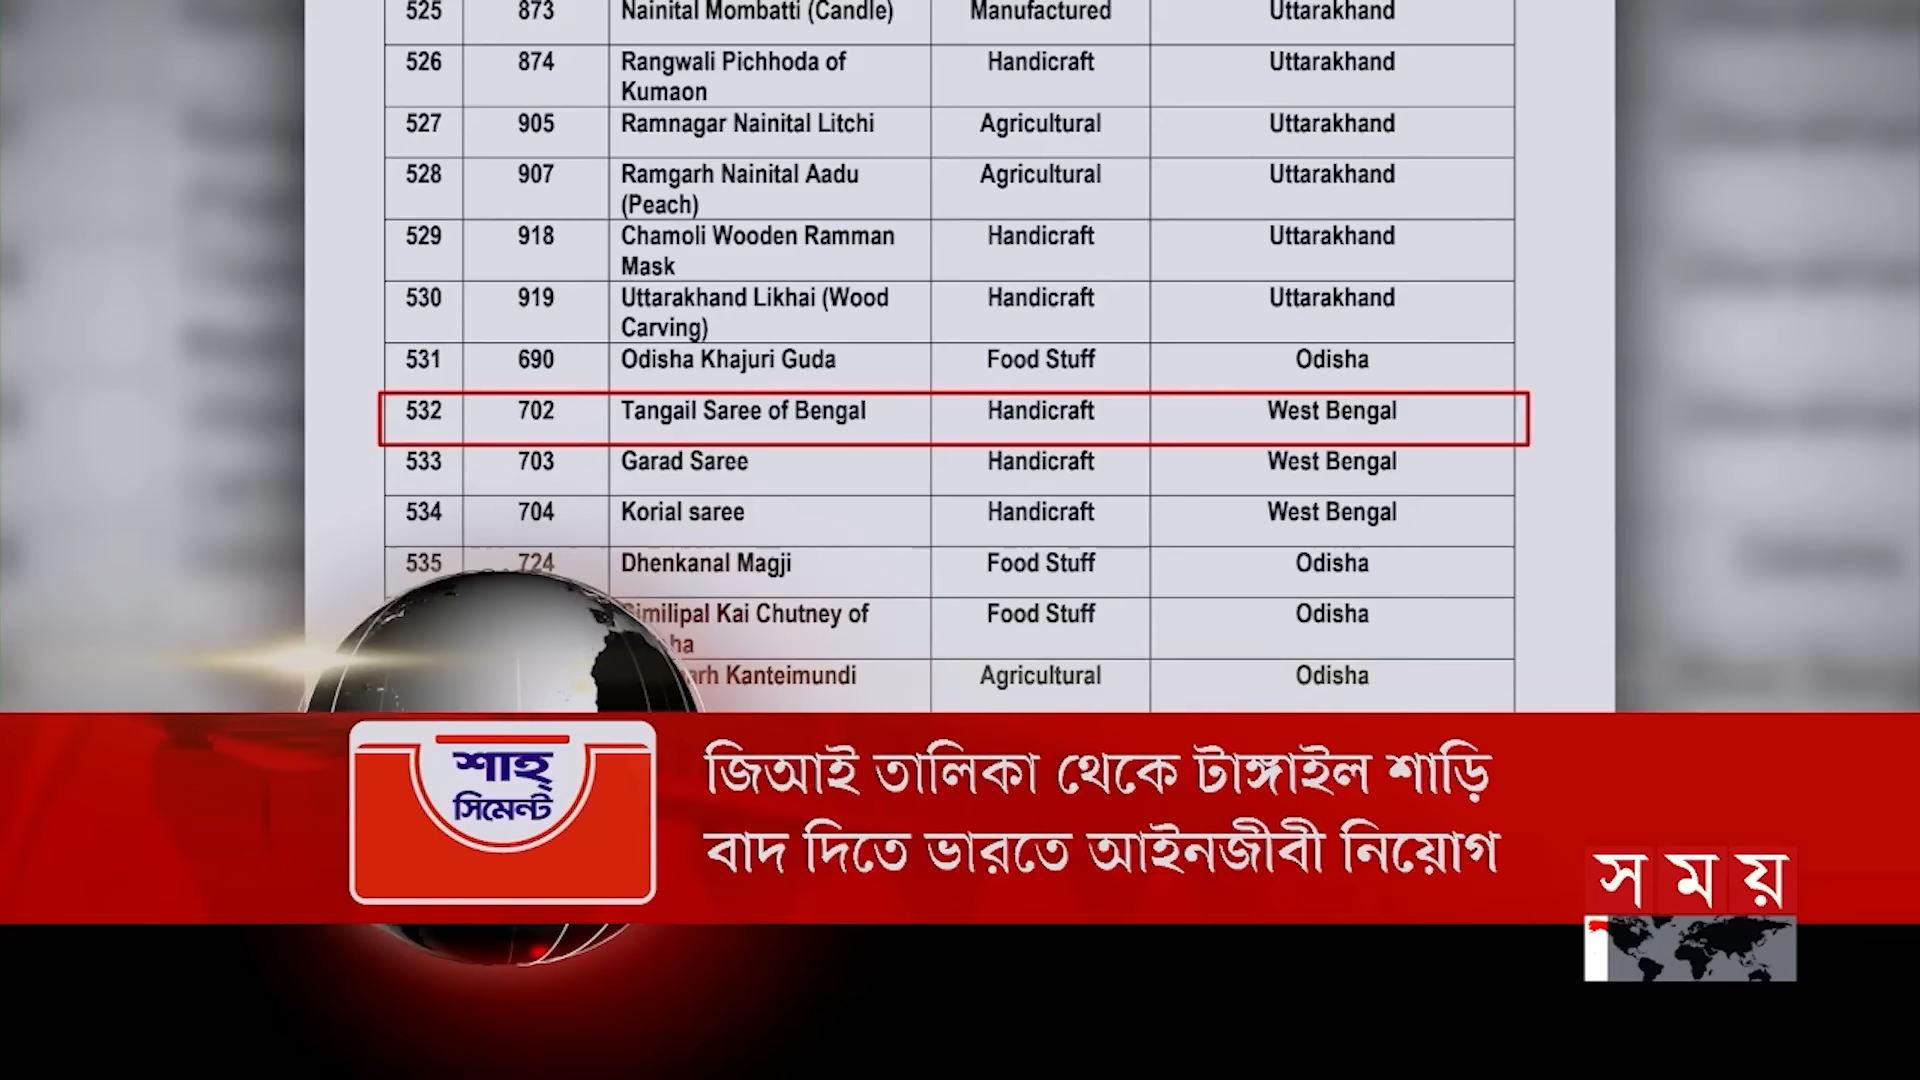 525 873 Nainital Mombatti (Candle) Manufactured Uttarakhand
526 874 Rangwali Pichhoda of Handicraft Uttarakhand
Kumaon
527 905 Ramnagar Nainital Litchi Agricultural Uttarakhand
528 907 Ramgarh Nainital Aadu Agricultural Uttarakhand
(Peach)
529 918 Chamoli Wooden Ramman Handicraft Uttarakhand
Mask
530 919 Uttarakhand Likhai (Wood Handicraft Uttarakhand
Carving)
531 690 Odisha Khajuri Guda Food Stuff Odisha
532 702 Tangail Saree of Bengal Handicraft West Bengal
533 703 Garad Saree Handicraft West Bengal
534 704 Korial saree Handicraft West Bengal
535 724 Dhenkanal Magji Food Stuff Odisha
Similipal Kai Chutney of Food Stuff Odisha
Kanteimundi Agricultural Odisha
শাহ্
সিমেন্ট
জিআই তালিকা থেকে টাঙ্গাইল শাড়ি
বাদ দিতে ভারতে আইনজীবী নিয়োগ
সময়